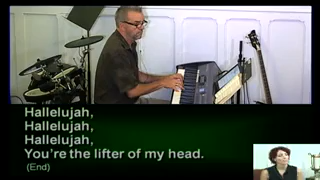 Hallelujah,
Hallelujah,
Hallelujah,
You're the lifter of my head.
(End)